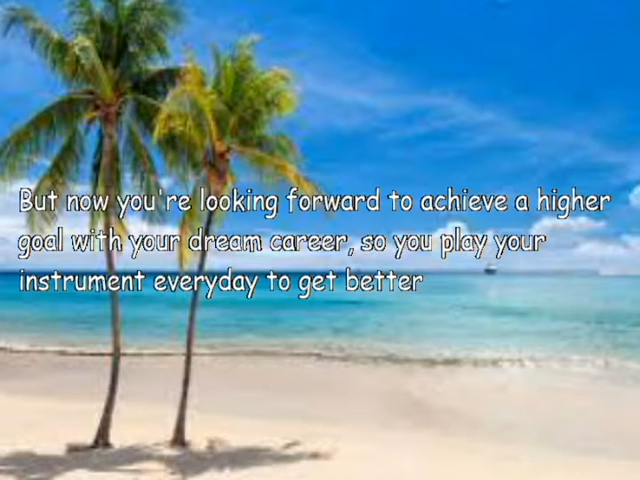 But now you're looking forward to achieve a higher
goal with your dream career, so you play your
instrument everyday to get better